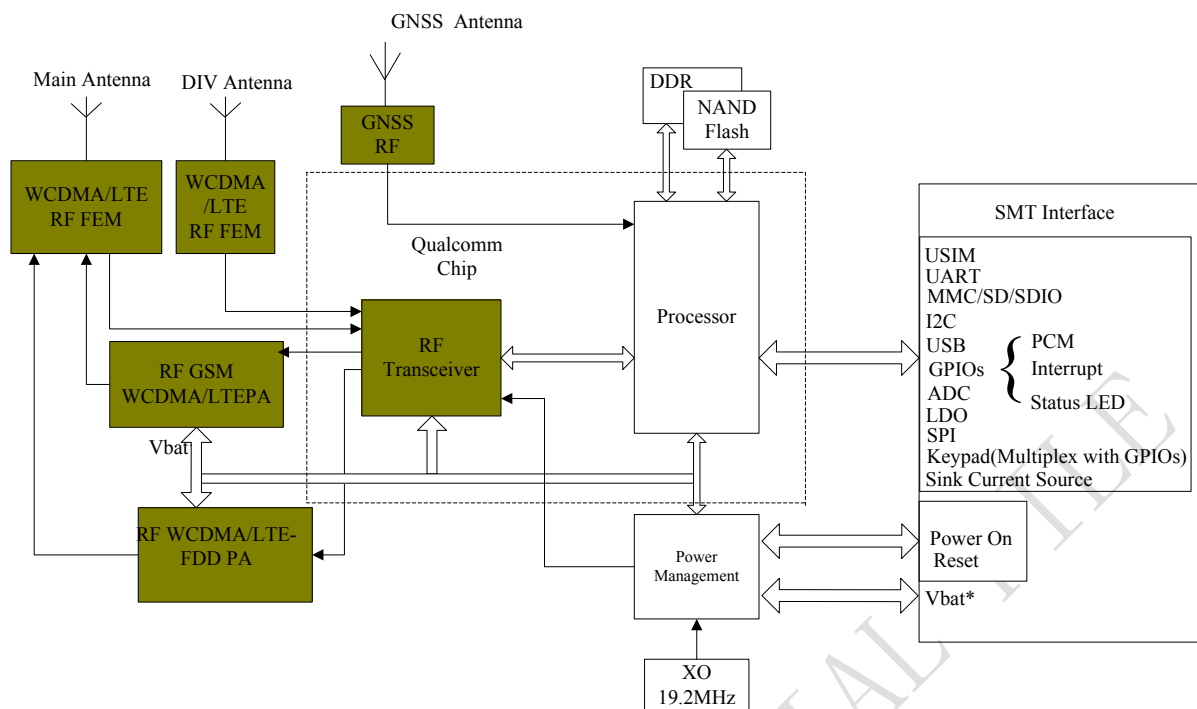 GNSS Antenna
Main Antenna
DIV Antenna
GNSS
RF
DDR
NAND
Flash
WCDMA/LTE
RF FEM
WCDMA
/LTE
RF FEM
Qualcomm
Chip
Processor
RF
Transceiver
RF GSM
WCDMA/LTEPA
Vbat
RF WCDMA/LTE-
FDD PA
Power
Management
XO
19.2MHz
SMT Interface
USIM
UART
MMC/SD/SDIO
I2C
USB
GPIOs
ADC
LDO
SPI
Keypad(Multiplex with GPIOs)
Sink Current Source
PCM
Interrupt
Status LED
Power On
Reset
Vbat*